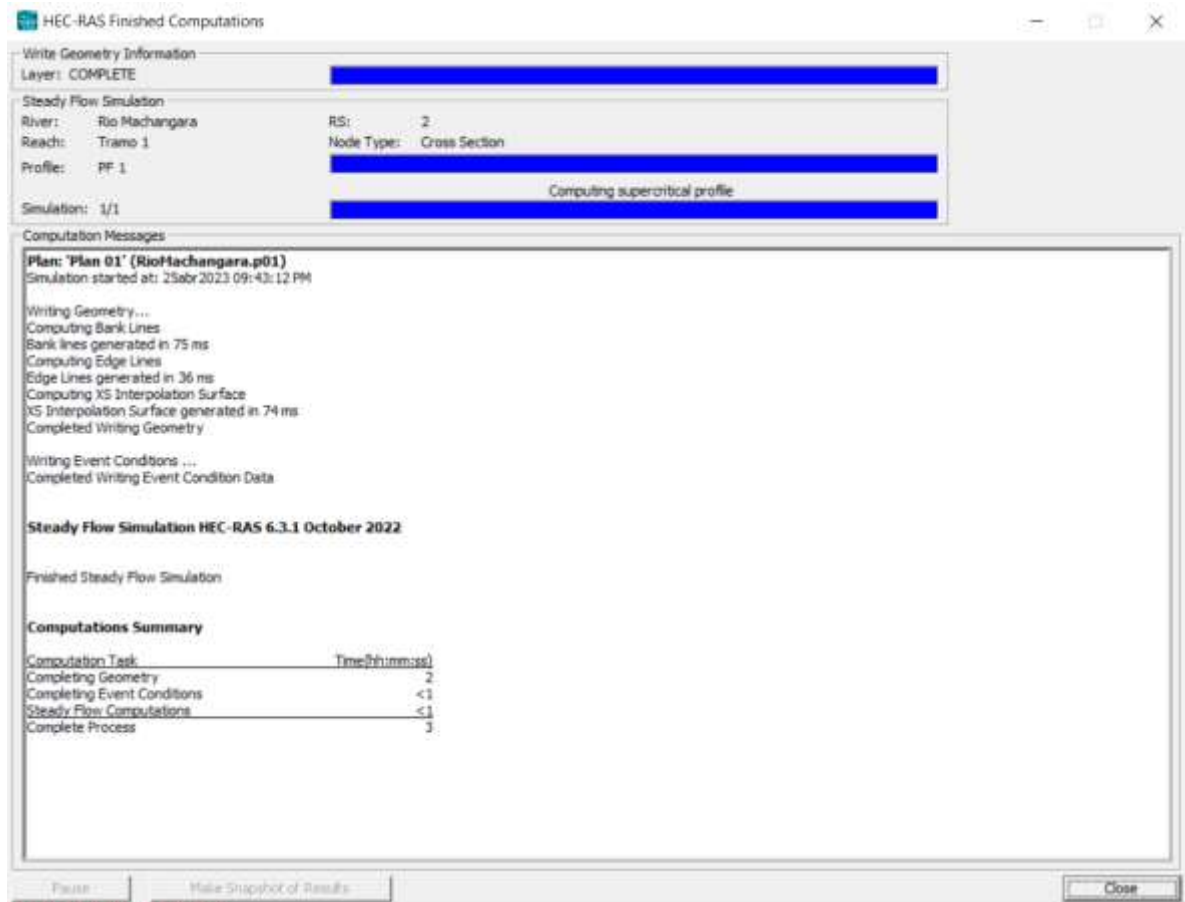 HEC-RAS Finished Computations
Write Geometry Information
Layer: COMPLETE
Steady Flow Simulation
River: Rio Machangara RS: 2
Reach: Tramo 1 Node Type: Cross Section
Profile: PF 1
Computing supercritical profile
Simulation: 1/1
Computation Messages
Plan: 'Plan 01' (RioMachangara.p01)
Simulation started at: 25abr2023 09:43:12 PM
Writing Geometry...
Computing Bank Lines
Bank lines generated in 75 ms
Computing Edge Lines
Edge Lines generated in 36 ms
Computing XS Interpolation Surface
XS Interpolation Surface generated in 74 ms
Completed Writing Geometry
Writing Event Conditions ...
Completed Writing Event Condition Data
Steady Flow Simulation HEC-RAS 6.3.1 October 2022
Finished Steady Flow Simulation
Computations Summary
Computation Task Time(hh:mm:ss)
Completing Geometry 2
Completing Event Conditions <1
Steady Flow Computations <1
Complete Process 3
Pause Make Snapshot of Results Close